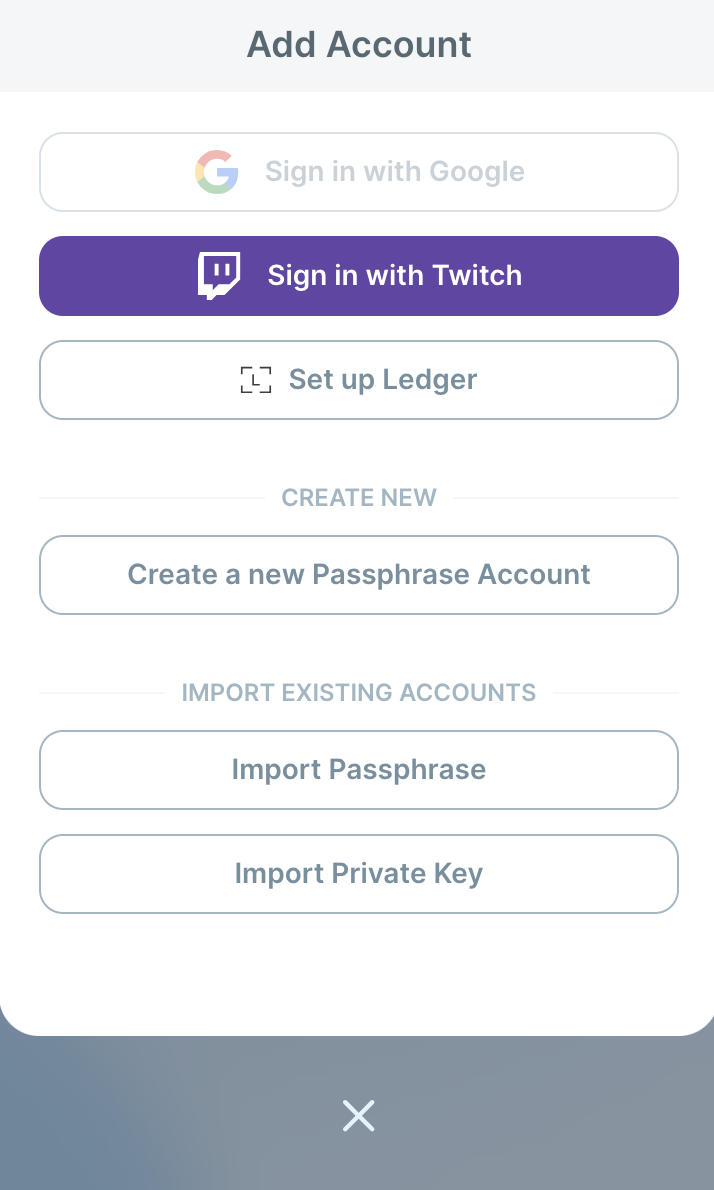 Add Account
Sign in with Google
Sign in with Twitch
Set up Ledger
CREATE NEW
Create a new Passphrase Account
IMPORT EXISTING ACCOUNTS
Import Passphrase
Import Private Key